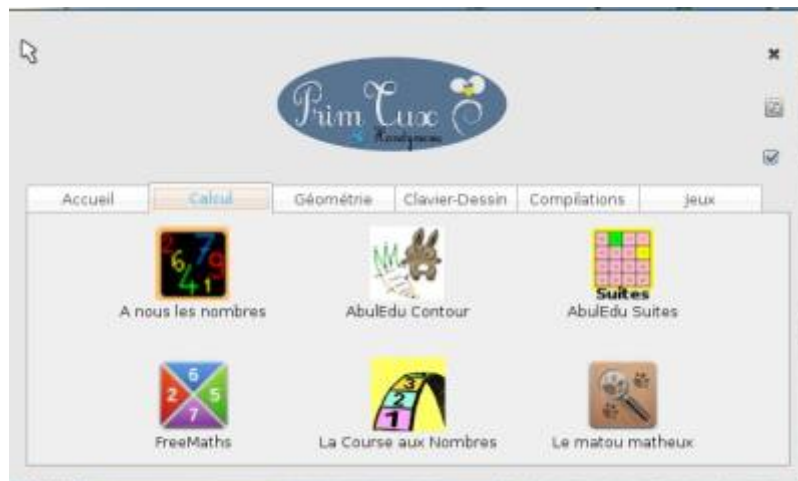 Prim Tux
& Handymenu
Accueil Calcul Géométrie Clavier-Dessin Compilations Jeux
Suites
A nous les nombres AbulEdu Contour AbulEdu Suites
FreeMaths La Course aux Nombres Le matou matheux